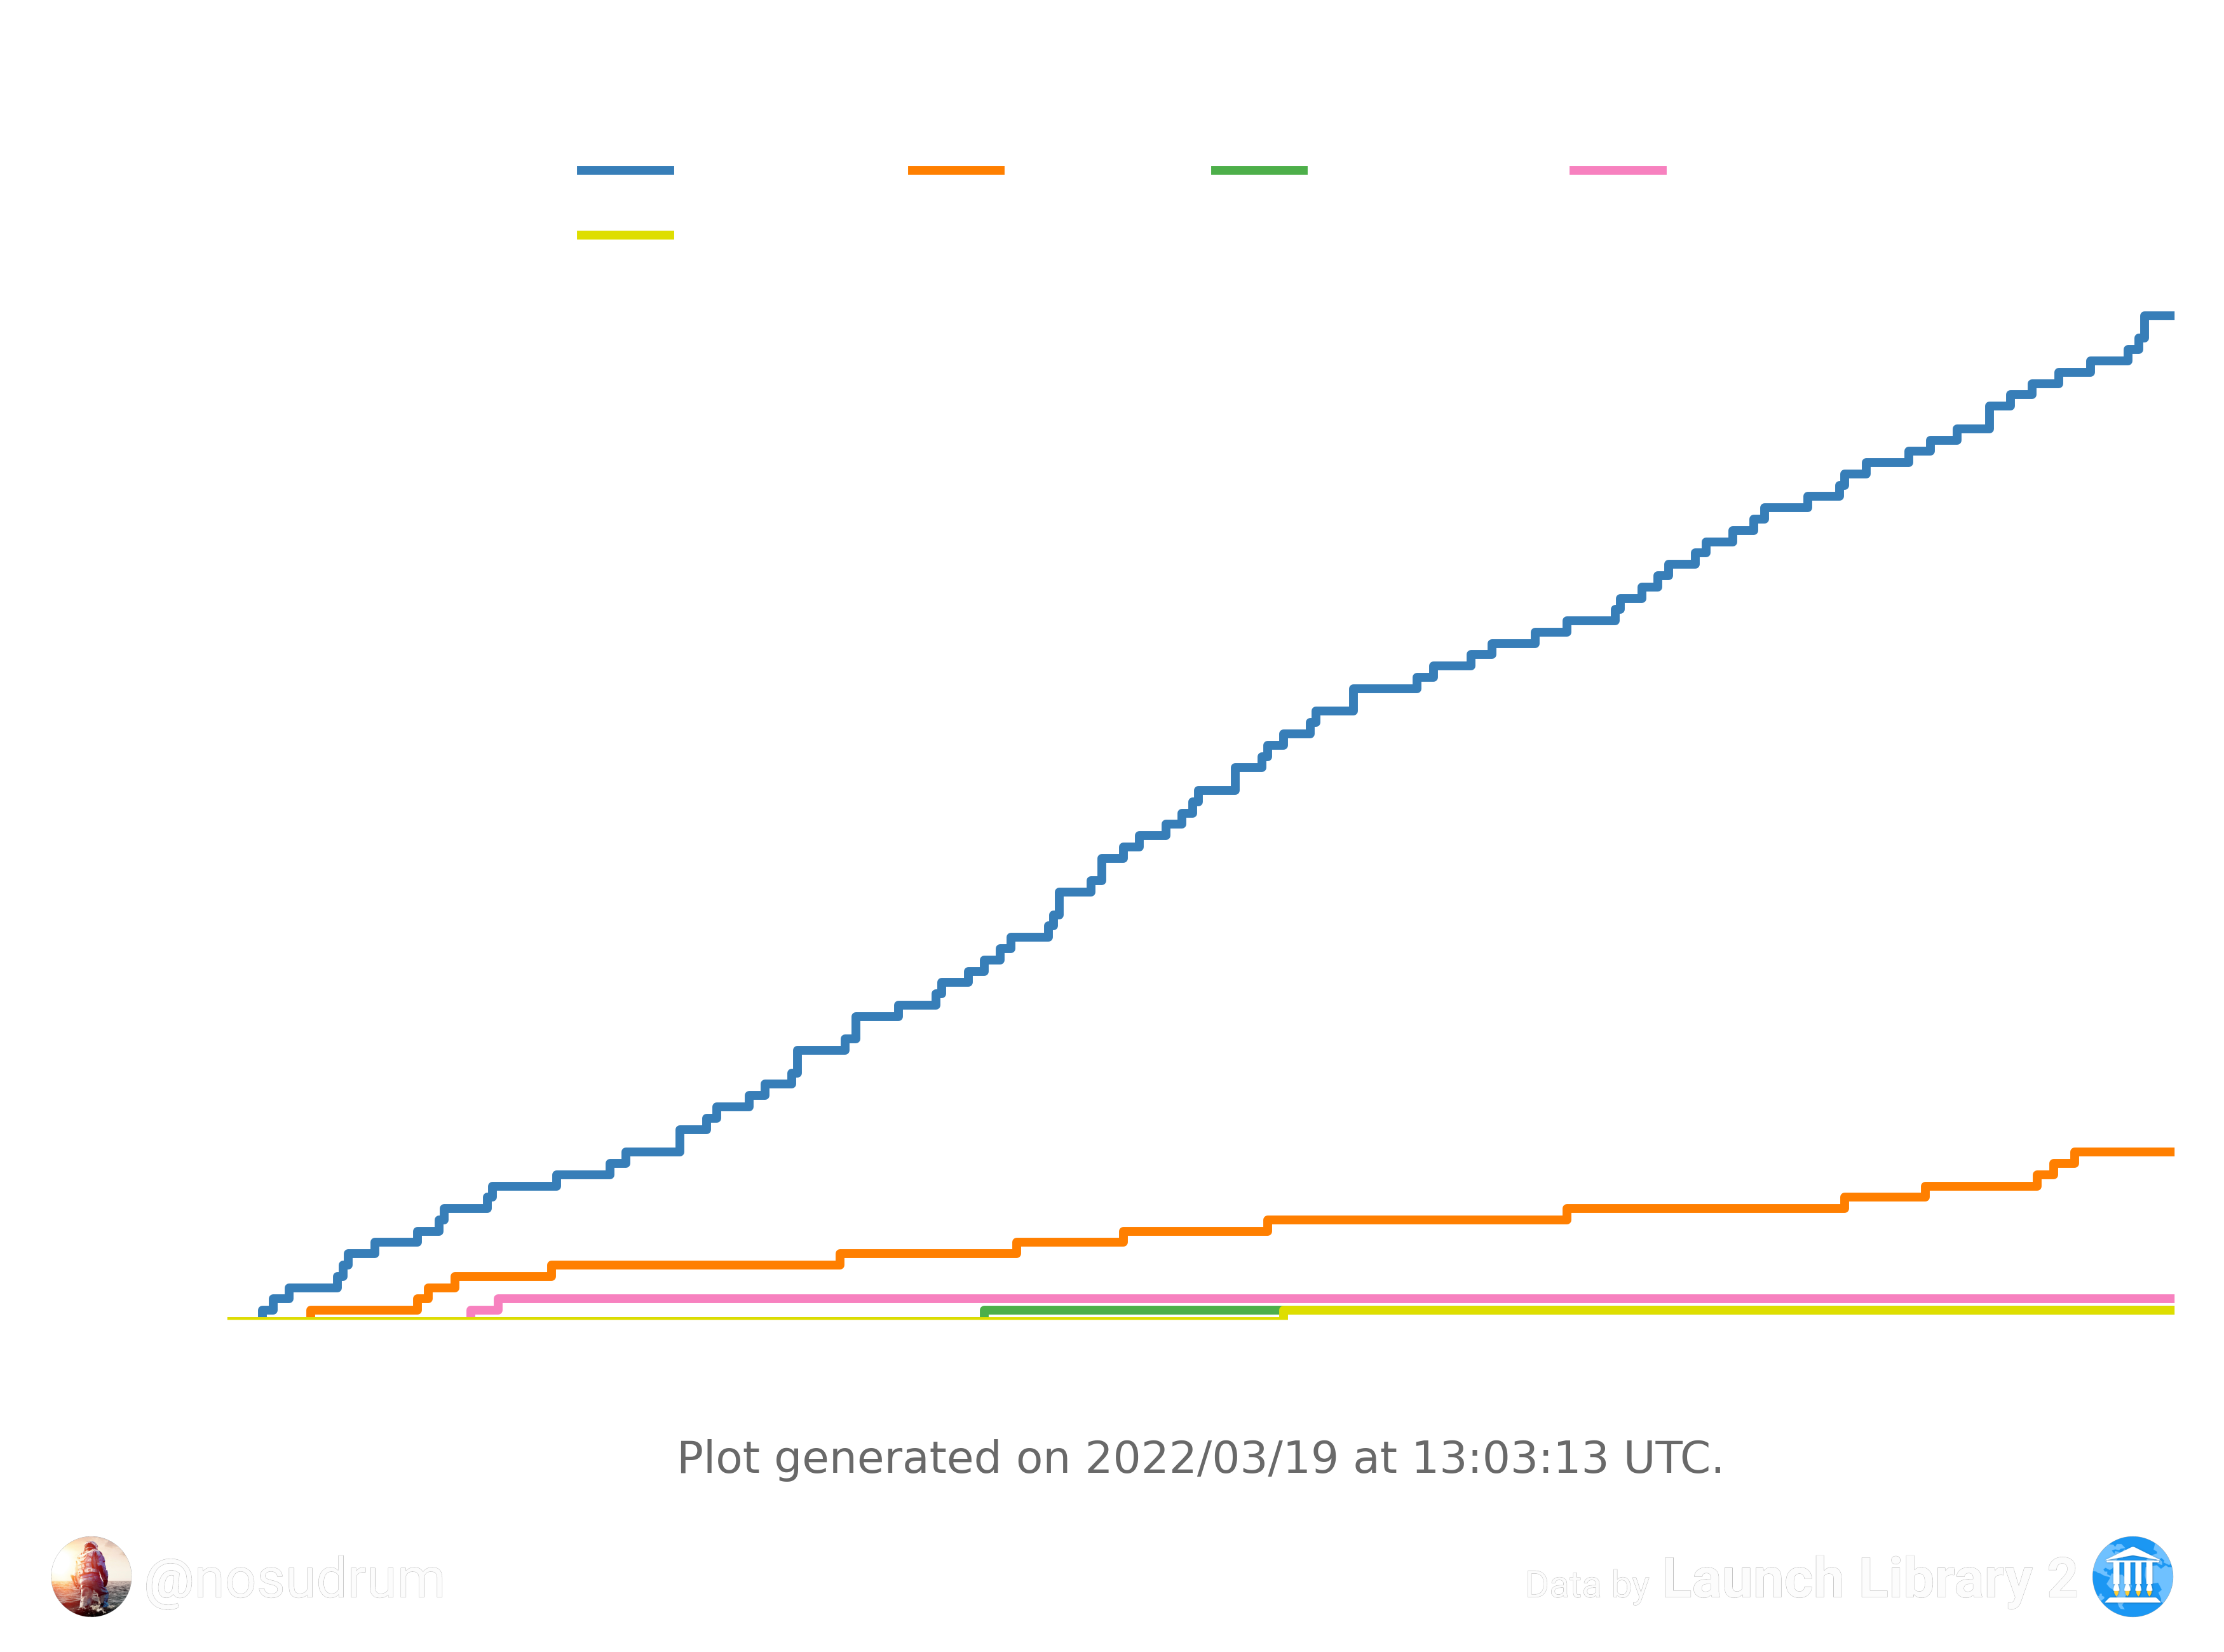 Plot generated on 2022/03/19 at 13:03:13 UTC.
@nosudrum
Data by Launch Library 2